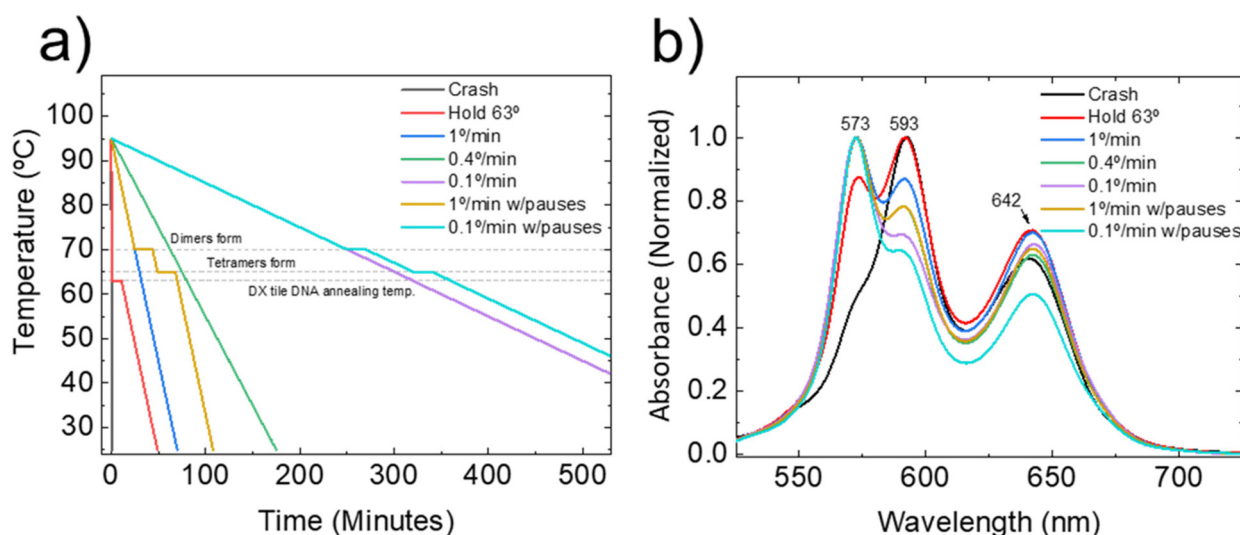 a)
Temperature (ºC)
100
90
80
70
60
50
40
30
Crash
Hold 63º
1º/min
0.4º/min
0.1º/min
1º/min w/pauses
0.1º/min w/pauses
Dimers form
Tetramers form
DX tile DNA annealing temp.
0 100 200 300 400 500
Time (Minutes)
b)
Absorbance (Normalized)
1.0
0.8
0.6
0.4
0.2
0.0
573 593
642
Crash
Hold 63º
1º/min
0.4º/min
0.1º/min
1º/min w/pauses
0.1º/min w/pauses
550 600 650 700
Wavelength (nm)